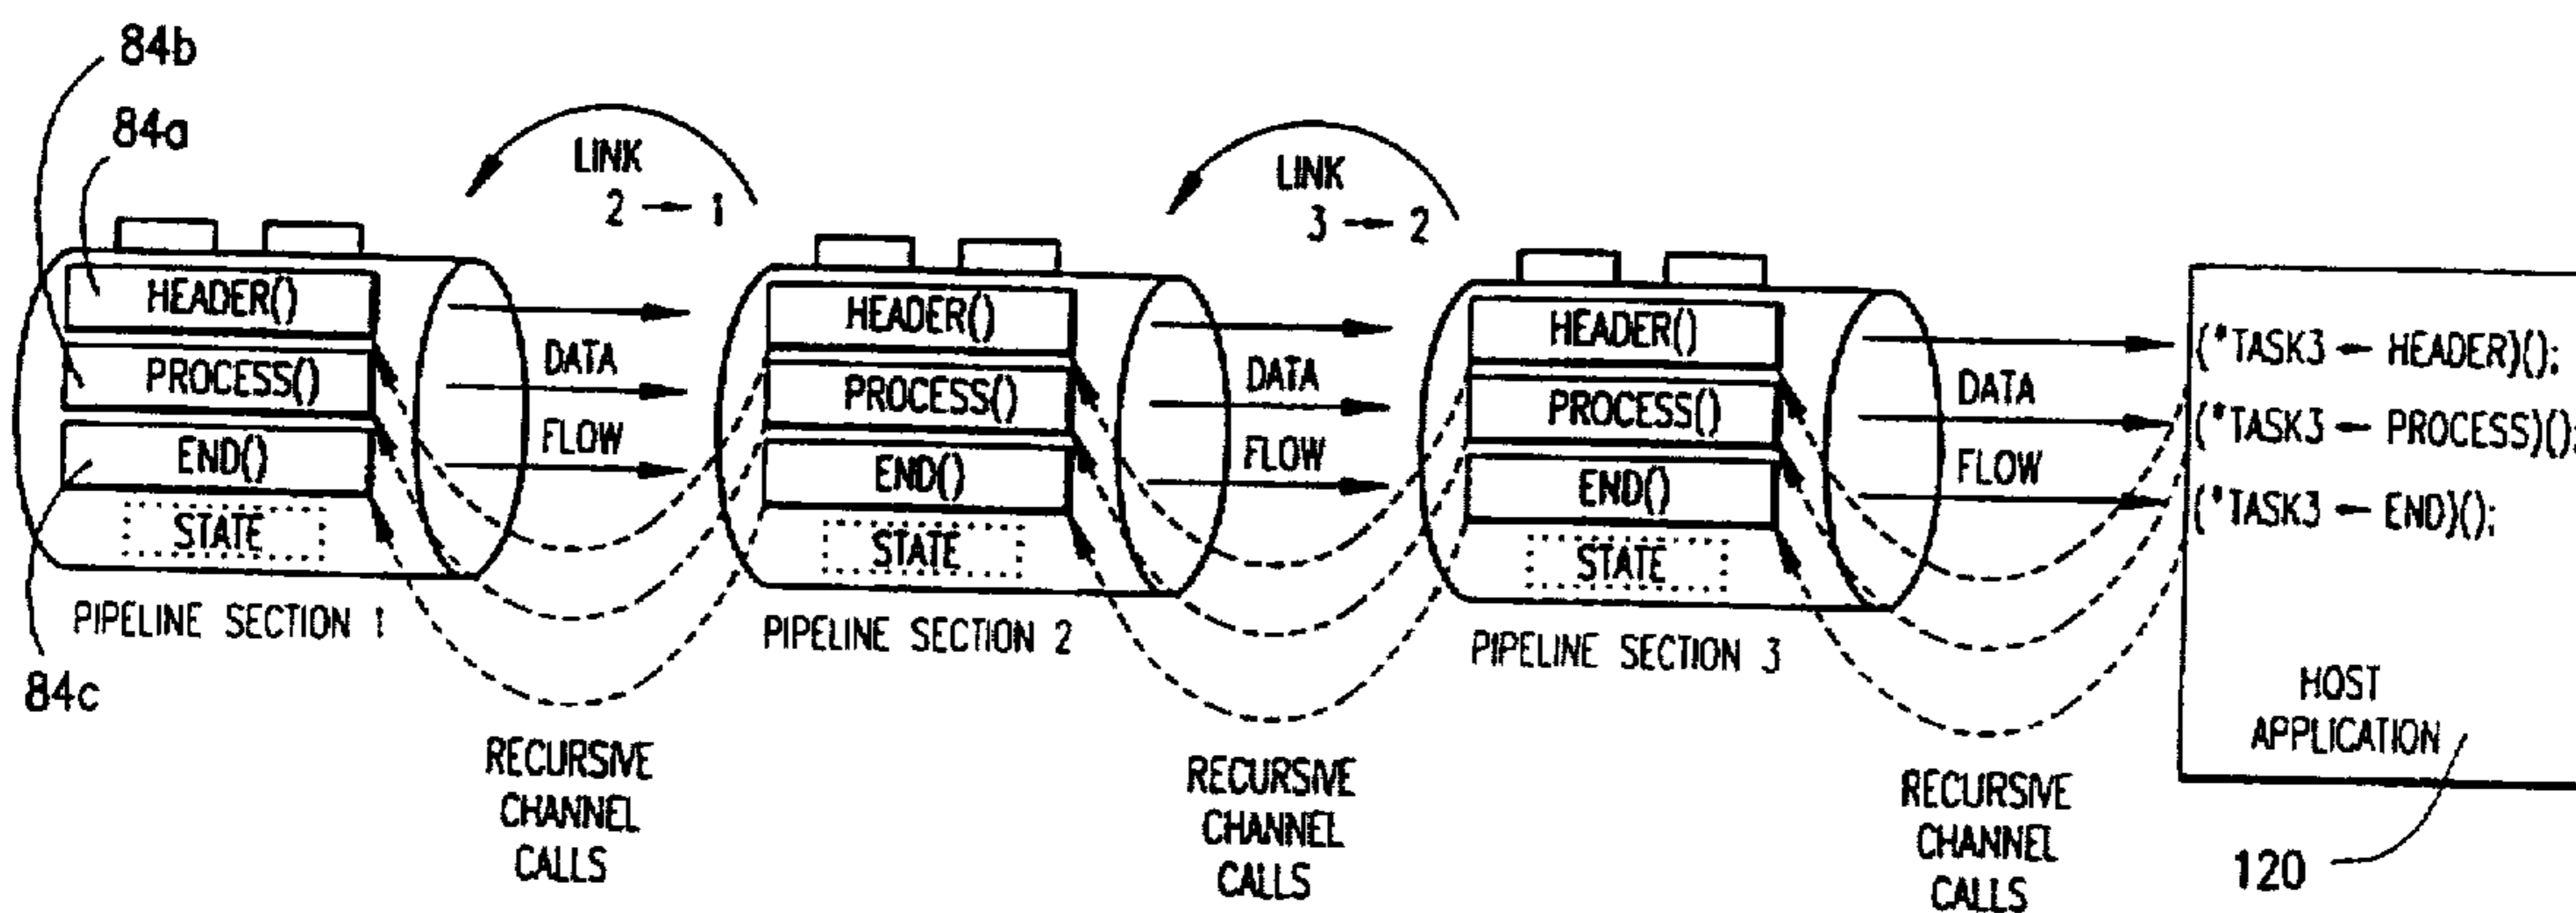 84b
84a
LINK
2 → 1
LINK
3 → 2
HEADER()
PROCESS()
END()
STATE
DATA
FLOW
HEADER()
PROCESS()
END()
STATE
DATA
FLOW
HEADER()
PROCESS()
END()
STATE
DATA
FLOW
(*TASK3 ← HEADER)();
(*TASK3 ← PROCESS)();
(*TASK3 ← END)();
PIPELINE SECTION 1
PIPELINE SECTION 2
PIPELINE SECTION 3
84c
RECURSIVE
CHANNEL
CALLS
RECURSIVE
CHANNEL
CALLS
RECURSIVE
CHANNEL
CALLS
HOST
APPLICATION
120